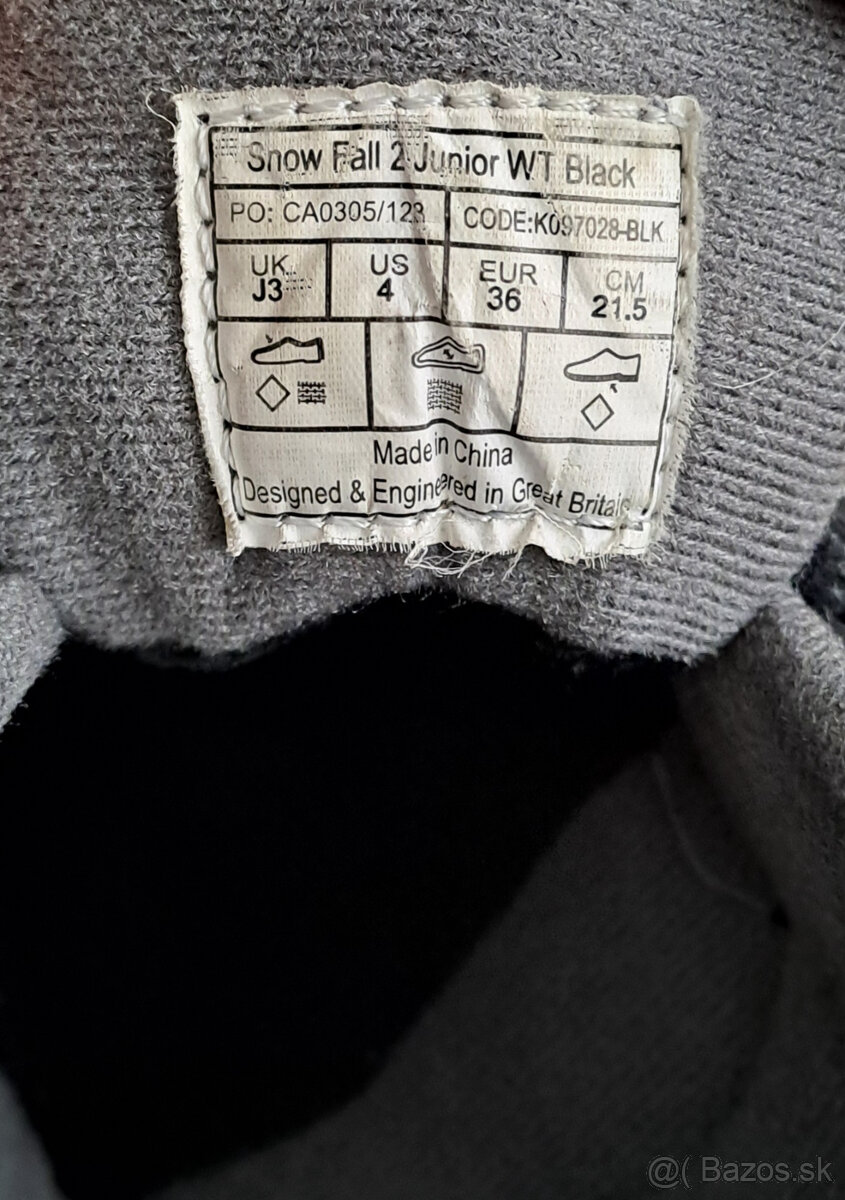 Snow Fall 2 Junior WT Black
PO: CA0305/123 CODE:K097028-BLK
UK US EUR CM
J3 4 36 21.5
Made in China
Designed & Engineered in Great Britain
@( Bazos.sk